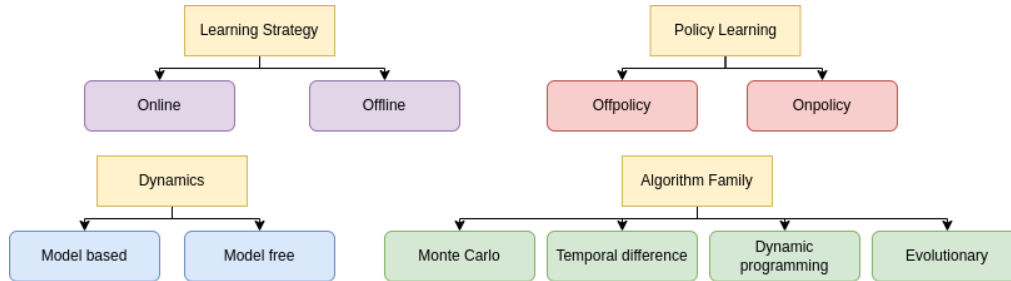 Learning Strategy
Policy Learning
Online
Offline
Offpolicy
Onpolicy
Dynamics
Algorithm Family
Model based
Model free
Monte Carlo
Temporal difference
Dynamic
programming
Evolutionary